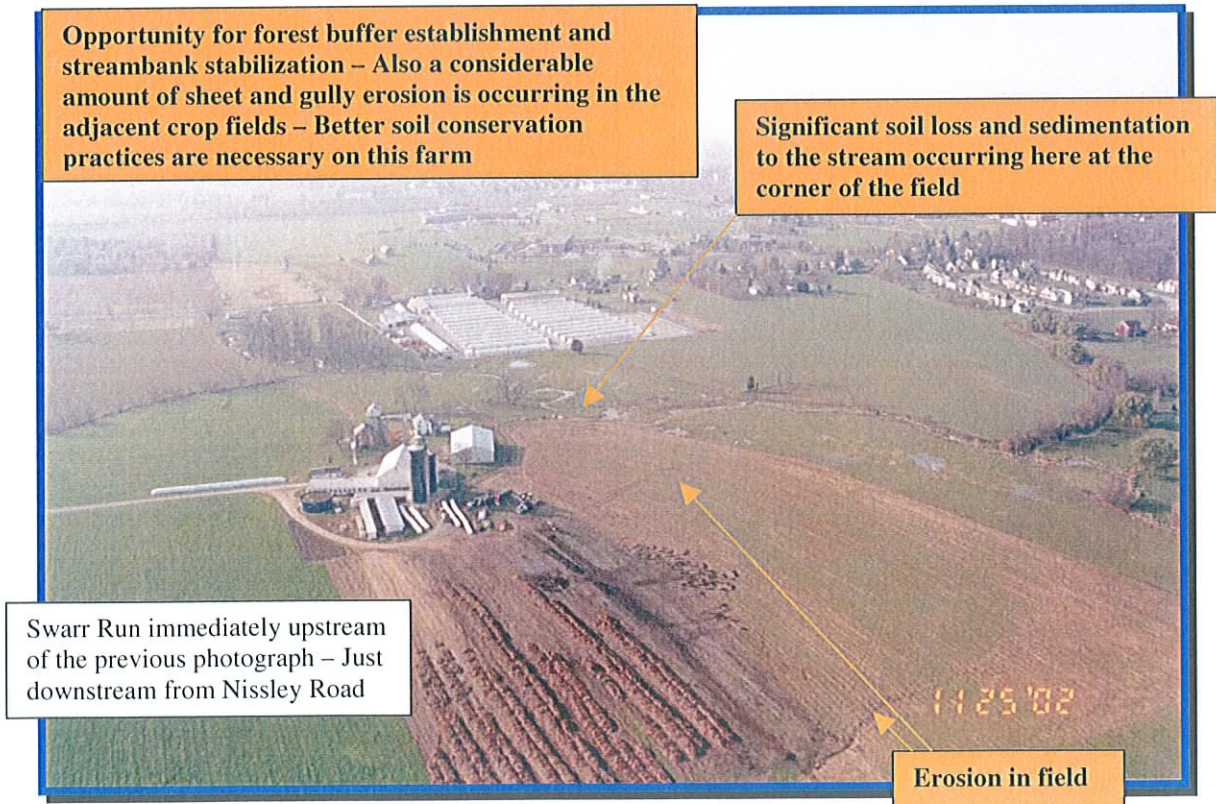 Opportunity for forest buffer establishment and
streambank stabilization – Also a considerable
amount of sheet and gully erosion is occurring in the
adjacent crop fields – Better soil conservation
practices are necessary on this farm
Significant soil loss and sedimentation
to the stream occurring here at the
corner of the field
Swarr Run immediately upstream
of the previous photograph – Just
downstream from Nissley Road
11 25 '02
Erosion in field